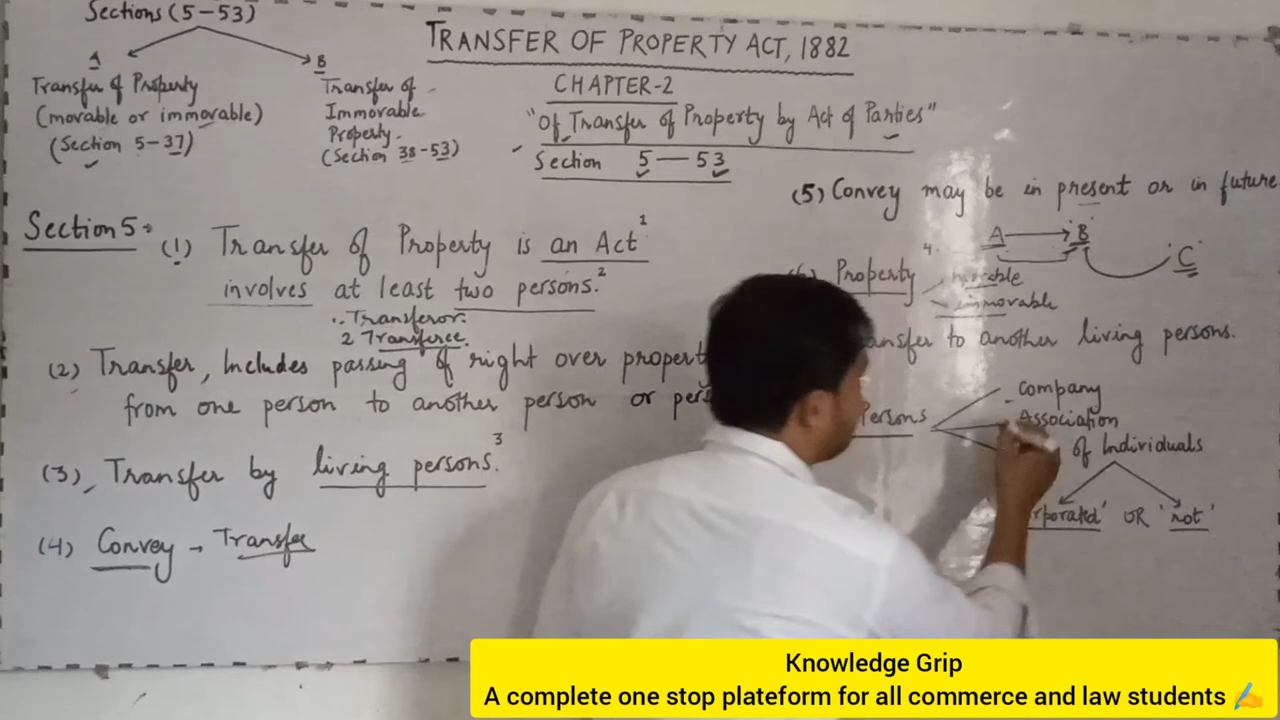 Sections (5-53)
A
Transfer of Property
(movable or immovable)
(Section 5-37)
B
Transfer of
Immovable
Property.
(Section 38-53)
TRANSFER OF PROPERTY ACT, 1882
CHAPTER-2
"Of Transfer of Property by Act of Parties"
Section 5 — 53
Section 5:
(1) Transfer of Property is an Act 1
involves at least two persons. 2
1. Transferor.
2 Transferee.
(2) Transfer, Includes passing of right over
from one person to another person or
(3) Transfer by living persons. 3
(4) Convey → Transfer
(5) Convey may be in present or in future
A → B
C
4.
Property movable
immovable
to another living persons.
Persons
Company
Association
of Individuals
OR 'not'
Knowledge Grip
A complete one stop plateform for all commerce and law students ✍